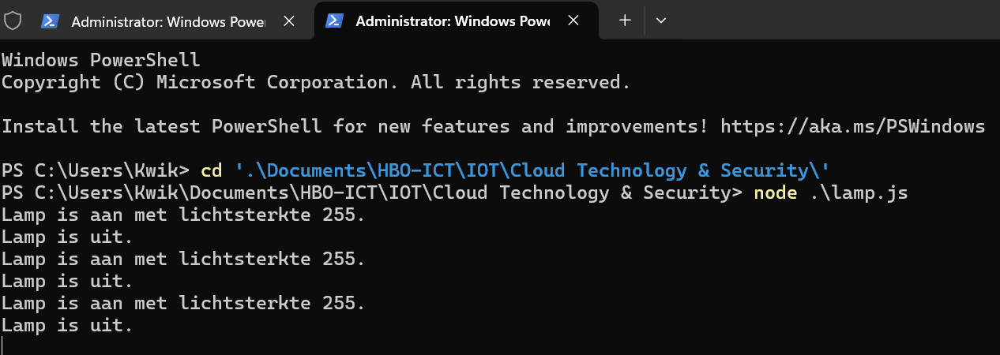 Administrator: Windows Power
Administrator: Windows Powe
Windows PowerShell
Copyright (C) Microsoft Corporation. All rights reserved.
Install the latest PowerShell for new features and improvements! https://aka.ms/PSWindows
PS C:\Users\Kwik> cd '.\Documents\HBO-ICT\IOT\Cloud Technology & Security\'
PS C:\Users\Kwik\Documents\HBO-ICT\IOT\Cloud Technology & Security> node .\lamp.js
Lamp is aan met lichtsterkte 255.
Lamp is uit.
Lamp is aan met lichtsterkte 255.
Lamp is uit.
Lamp is aan met lichtsterkte 255.
Lamp is uit.